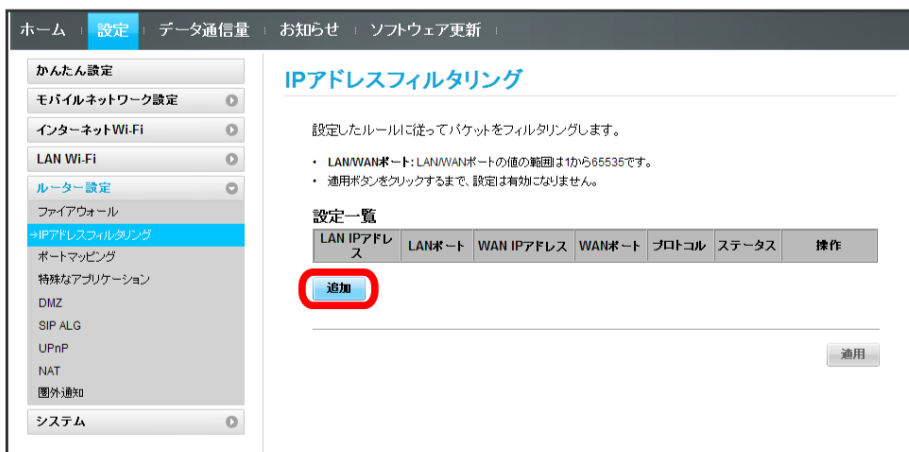 ホーム 設定 データ通信量 お知らせ ソフトウェア更新
かんたん設定
モバイルネットワーク設定
インターネットWi-Fi
LAN Wi-Fi
ルーター設定
ファイアウォール
→IPアドレスフィルタリング
ポートマッピング
特殊なアプリケーション
DMZ
SIP ALG
UPnP
NAT
圏外通知
システム
IPアドレスフィルタリング
設定したルールに従ってパケットをフィルタリングします。
• LAN/WANポート: LAN/WANポートの値の範囲は1から65535です。
• 適用ボタンをクリックするまで、設定は有効になりません。
設定一覧
LAN IPアドレス LANポート WAN IPアドレス WANポート プロトコル ステータス 操作
追加
適用